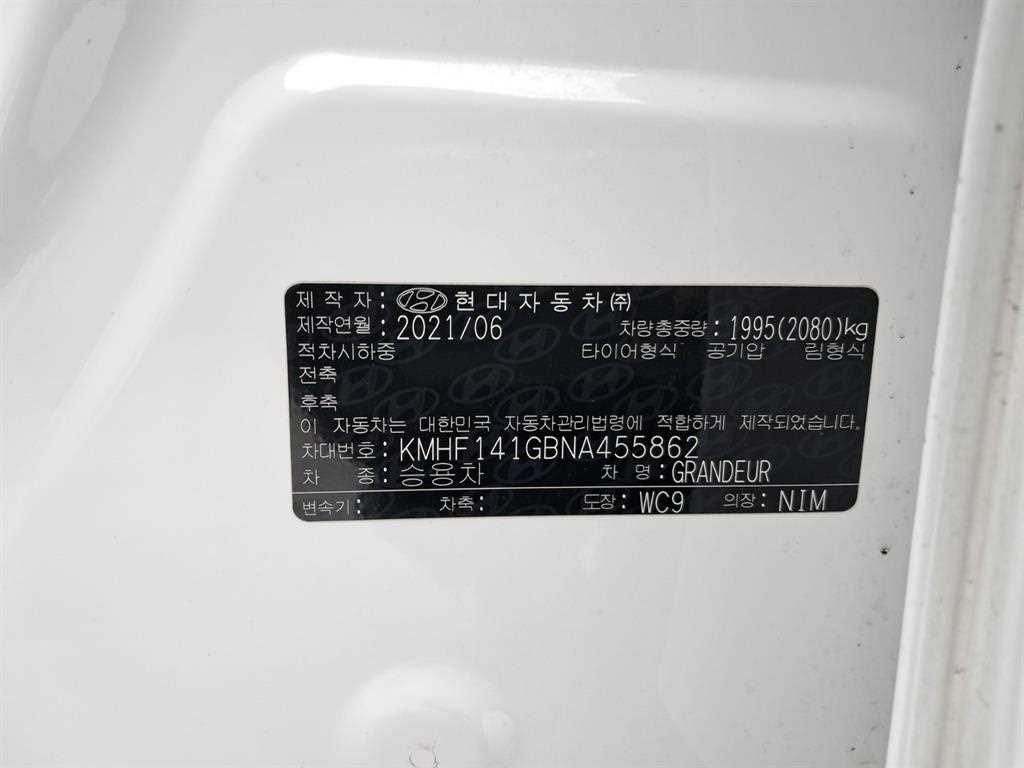 제 작 자 : 현 대 자 동 차 ㈜
제작연월 : 2021/06 차량총중량 : 1995(2080)kg
적차시하중 타이어형식 공기압 림형식
전축
후축
이 자동차는 대한민국 자동차관리법령에 적합하게 제작되었습니다.
차대번호 : KMHF141GBNA455862
차 종 : 승용차 차 명 : GRANDEUR
변속기 : 차축 : 도장 : WC9 의장 : NIM